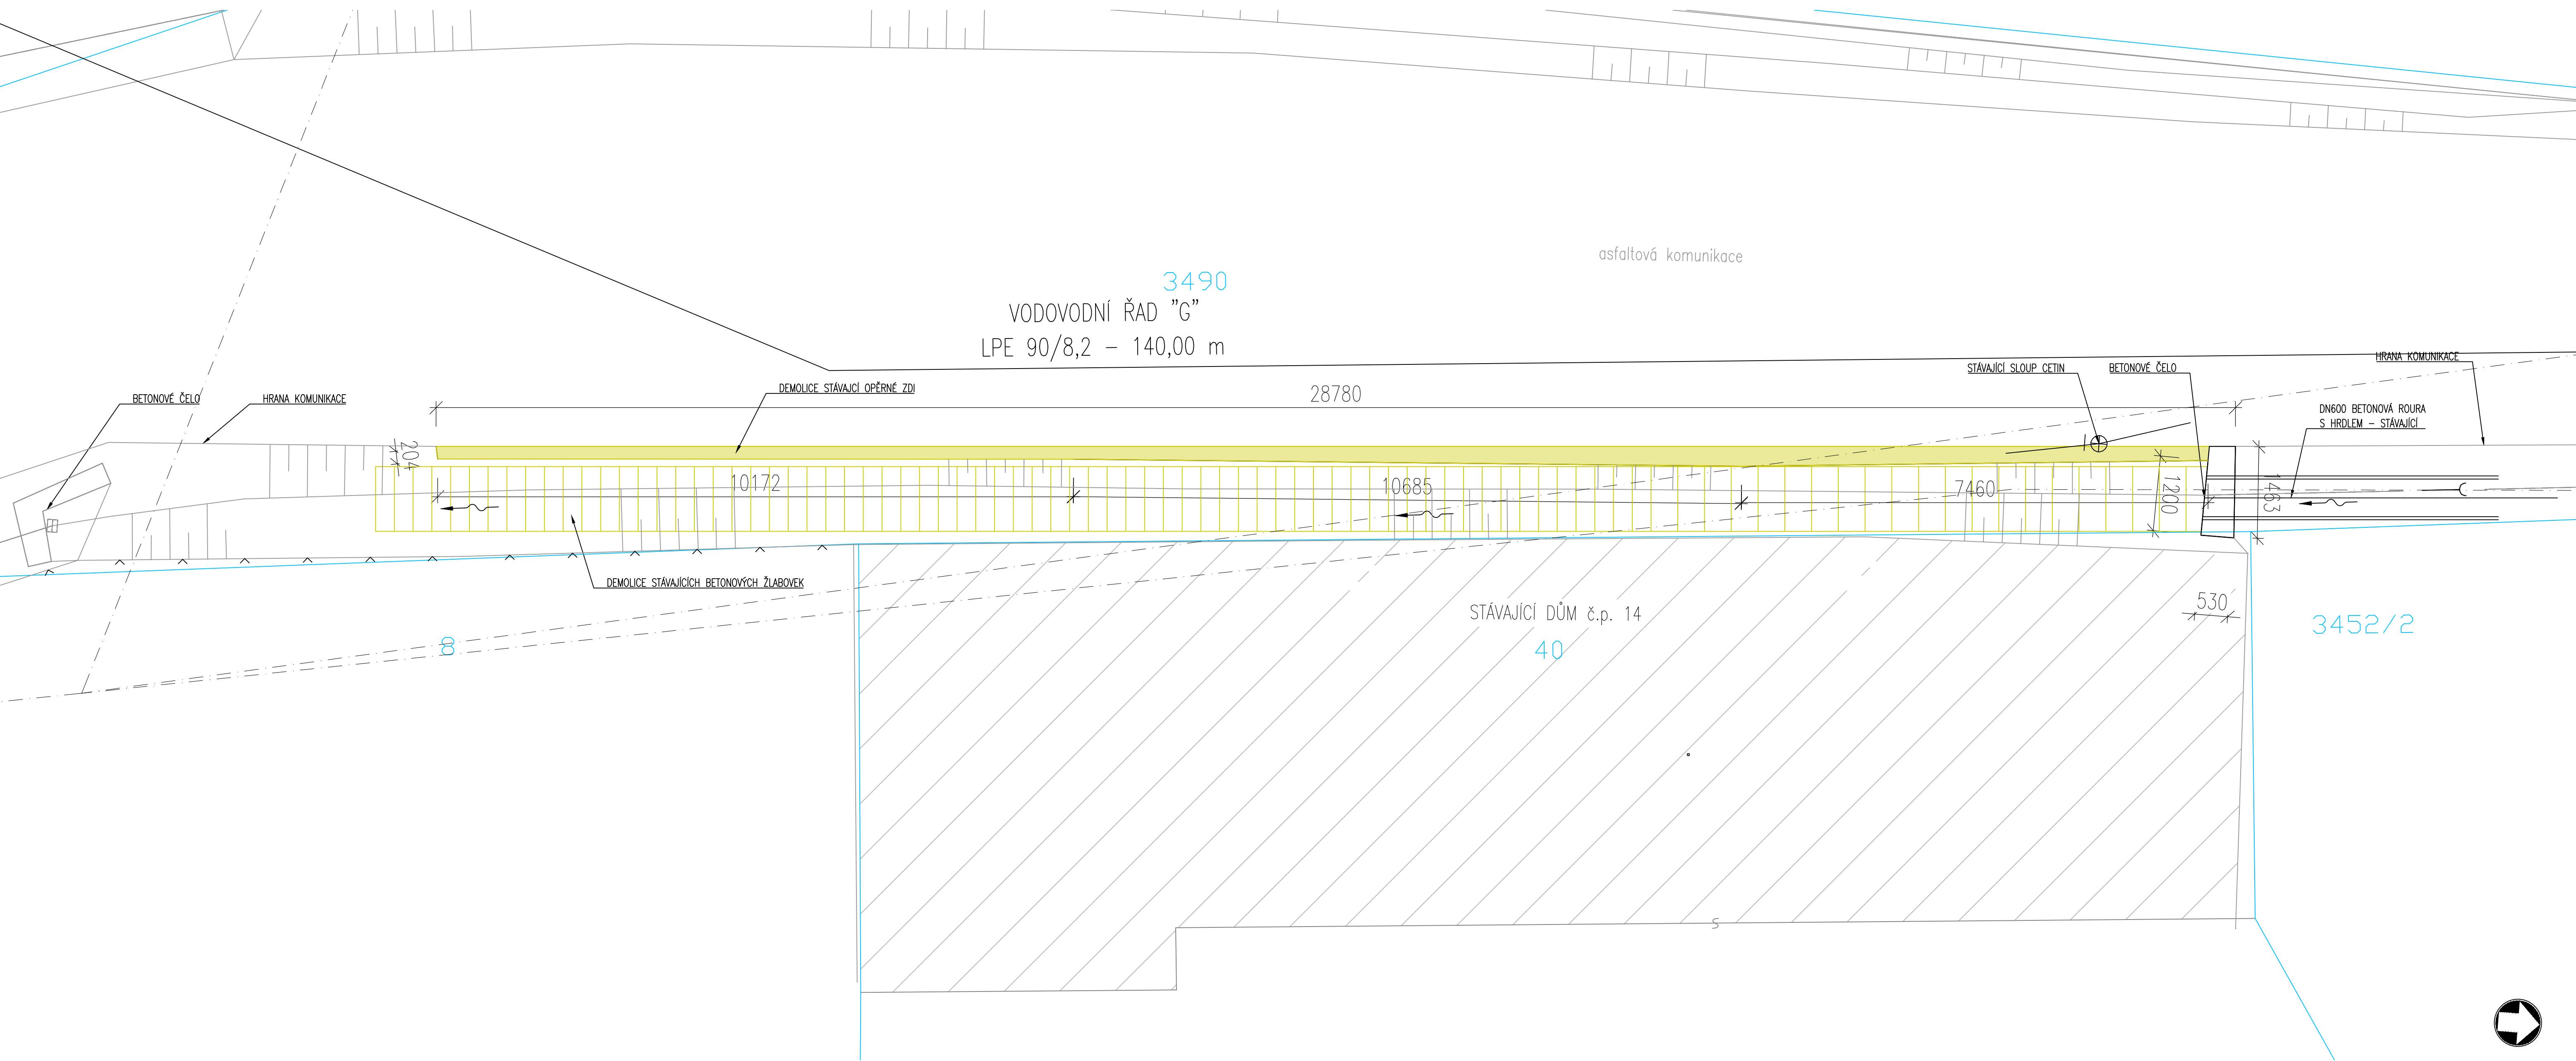 asfaltová komunikace
3490
VODOVODNÍ ŘAD "G"
LPE 90/8,2 – 140,00 m
HRANA KOMUNIKACE
STÁVAJÍCÍ SLOUP CETIN
BETONOVÉ ČELO
DEMOLICE STÁVAJCÍ OPĚRNÉ ZDI
28780
BETONOVÉ ČELO
HRANA KOMUNIKACE
DN600 BETONOVÁ ROURA
S HRDLEM – STÁVAJÍCÍ
204
10172
10685
7460
1200
1463
DEMOLICE STÁVAJÍCÍCH BETONOVÝCH ŽLABOVEK
530
STÁVAJÍCÍ DŮM č.p. 14
3452/2
8
40
S